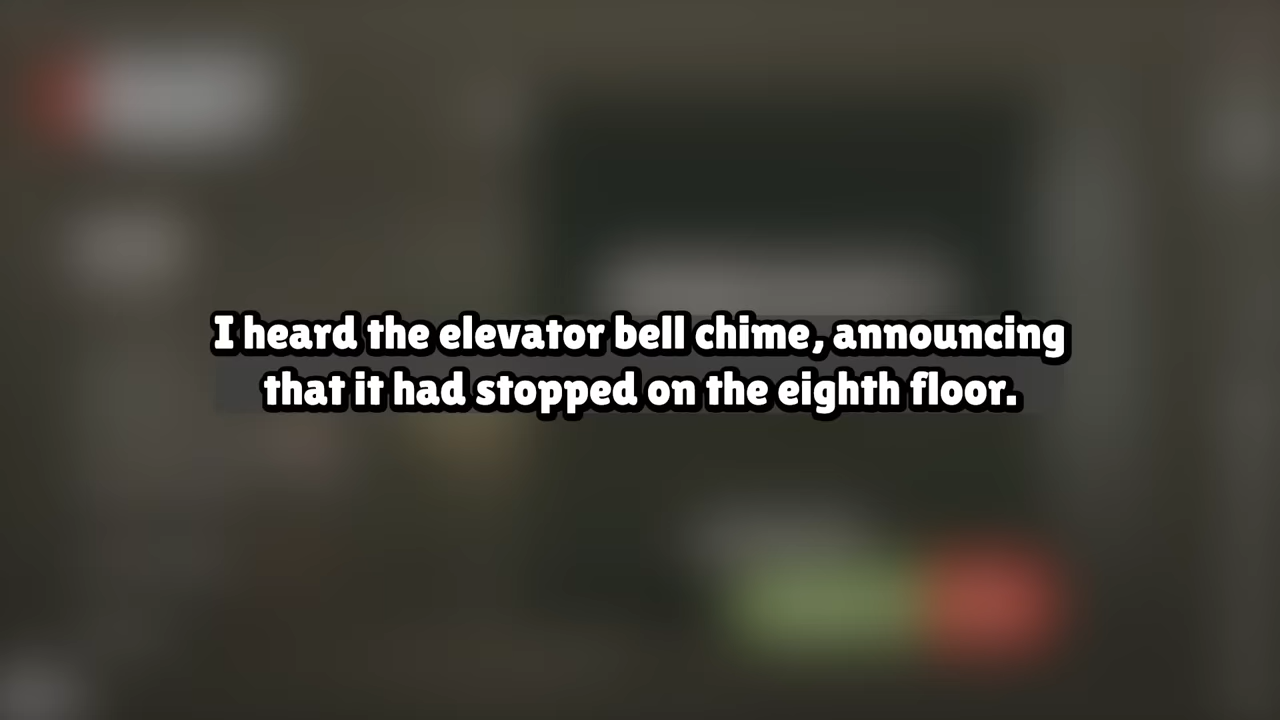 I heard the elevator bell chime, announcing
that it had stopped on the eighth floor.